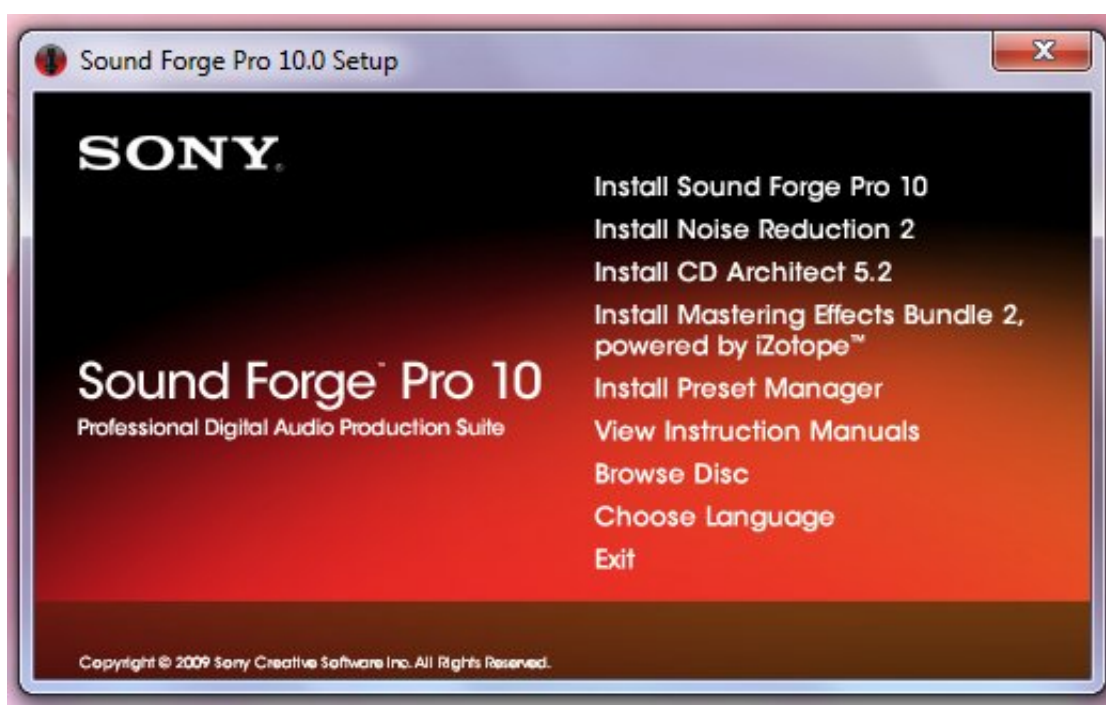 Sound Forge Pro 10.0 Setup
SONY
Install Sound Forge Pro 10
Install Noise Reduction 2
Install CD Architect 5.2
Install Mastering Effects Bundle 2,
powered by iZotope™
Install Preset Manager
View Instruction Manuals
Browse Disc
Choose Language
Exit
Sound Forge™ Pro 10
Professional Digital Audio Production Suite
Copyright © 2009 Sony Creative Software Inc. All Rights Reserved.